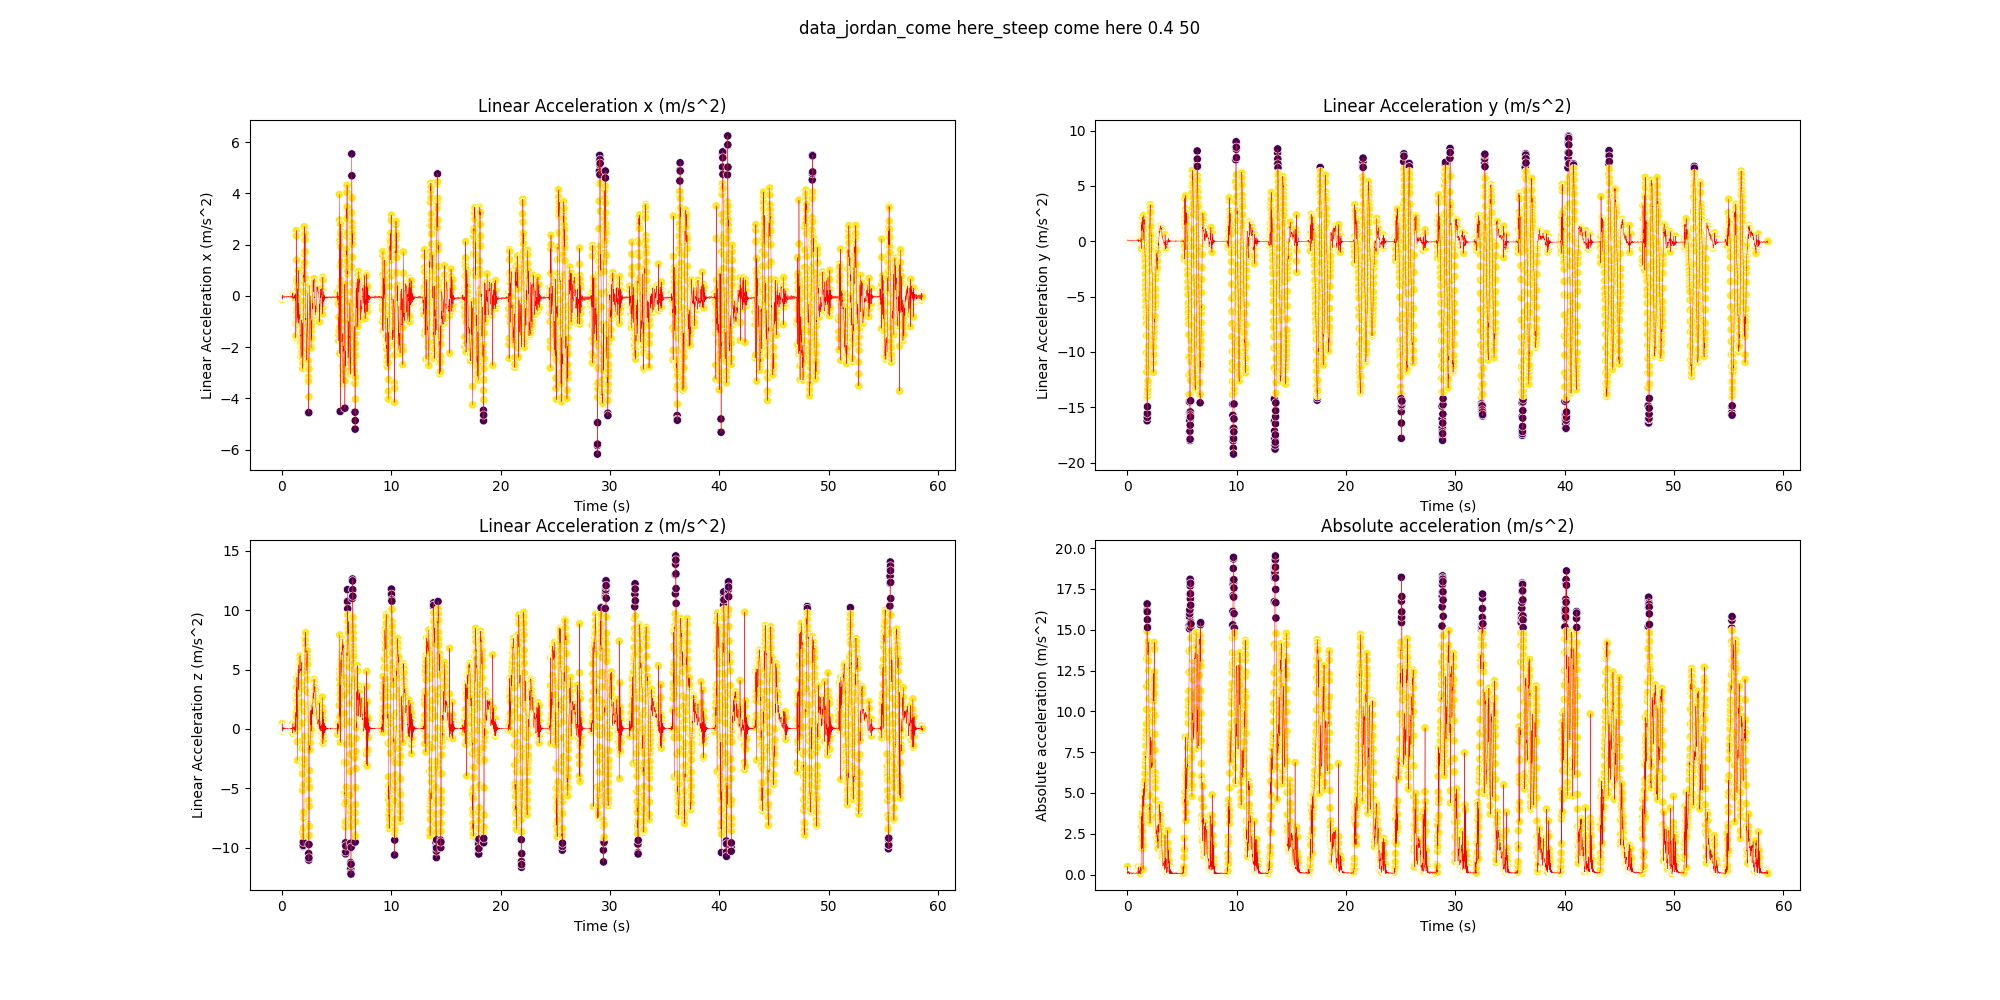 data_jordan_come here_steep come here 0.4 50
Linear Acceleration x (m/s^2)
Linear Acceleration x (m/s^2)
6
4
2
0
−2
−4
−6
0 10 20 30 40 50 60
Time (s)
Linear Acceleration y (m/s^2)
Linear Acceleration y (m/s^2)
10
5
0
−5
−10
−15
−20
0 10 20 30 40 50 60
Time (s)
Linear Acceleration z (m/s^2)
Linear Acceleration z (m/s^2)
15
10
5
0
−5
−10
0 10 20 30 40 50 60
Time (s)
Absolute acceleration (m/s^2)
Absolute acceleration (m/s^2)
20.0
17.5
15.0
12.5
10.0
7.5
5.0
2.5
0.0
0 10 20 30 40 50 60
Time (s)